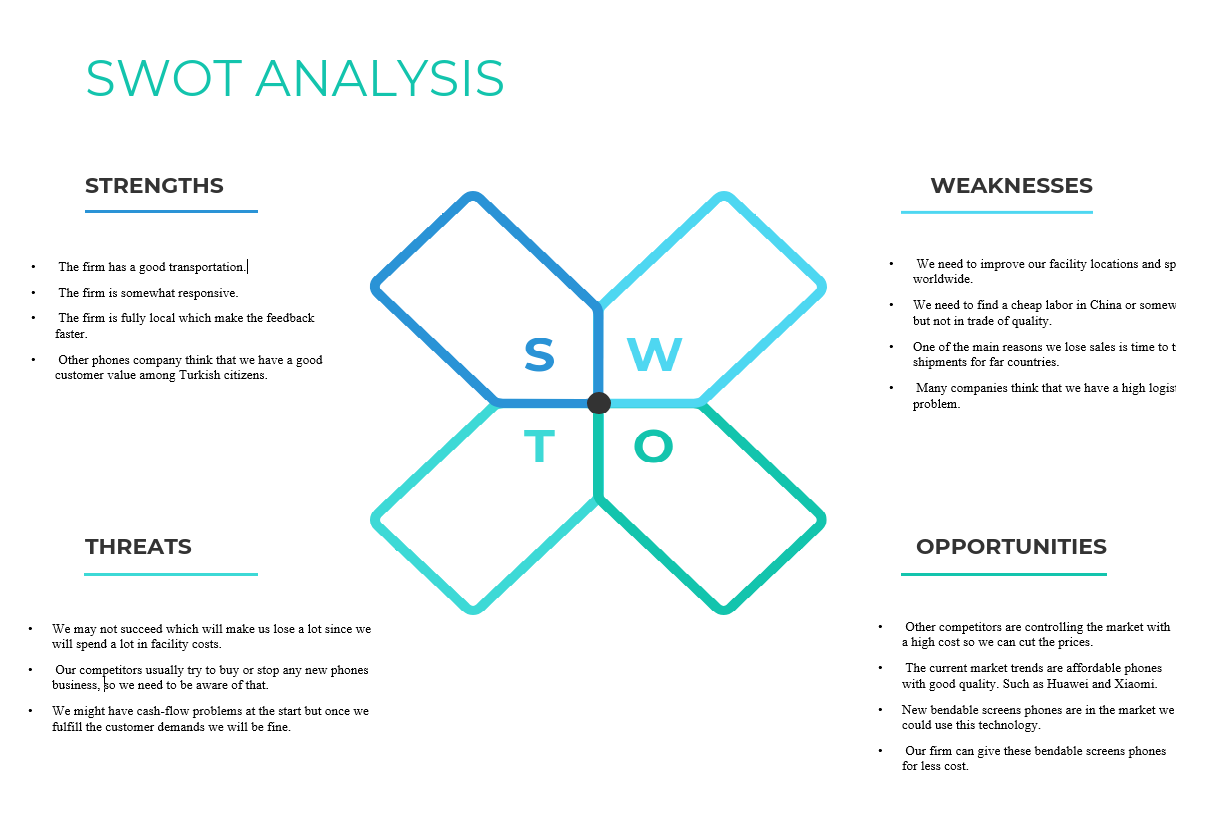 SWOT ANALYSIS
STRENGTHS
• The firm has a good transportation.
• The firm is somewhat responsive.
• The firm is fully local which make the feedback
faster.
• Other phones company think that we have a good
customer value among Turkish citizens.
WEAKNESSES
• We need to improve our facility locations and sp
worldwide.
• We need to find a cheap labor in China or somew
but not in trade of quality.
• One of the main reasons we lose sales is time to t
shipments for far countries.
• Many companies think that we have a high logist
problem.
S W
T O
THREATS
• We may not succeed which will make us lose a lot since we
will spend a lot in facility costs.
• Our competitors usually try to buy or stop any new phones
business, so we need to be aware of that.
• We might have cash-flow problems at the start but once we
fulfill the customer demands we will be fine.
OPPORTUNITIES
• Other competitors are controlling the market with
a high cost so we can cut the prices.
• The current market trends are affordable phones
with good quality. Such as Huawei and Xiaomi.
• New bendable screens phones are in the market we
could use this technology.
• Our firm can give these bendable screens phones
for less cost.